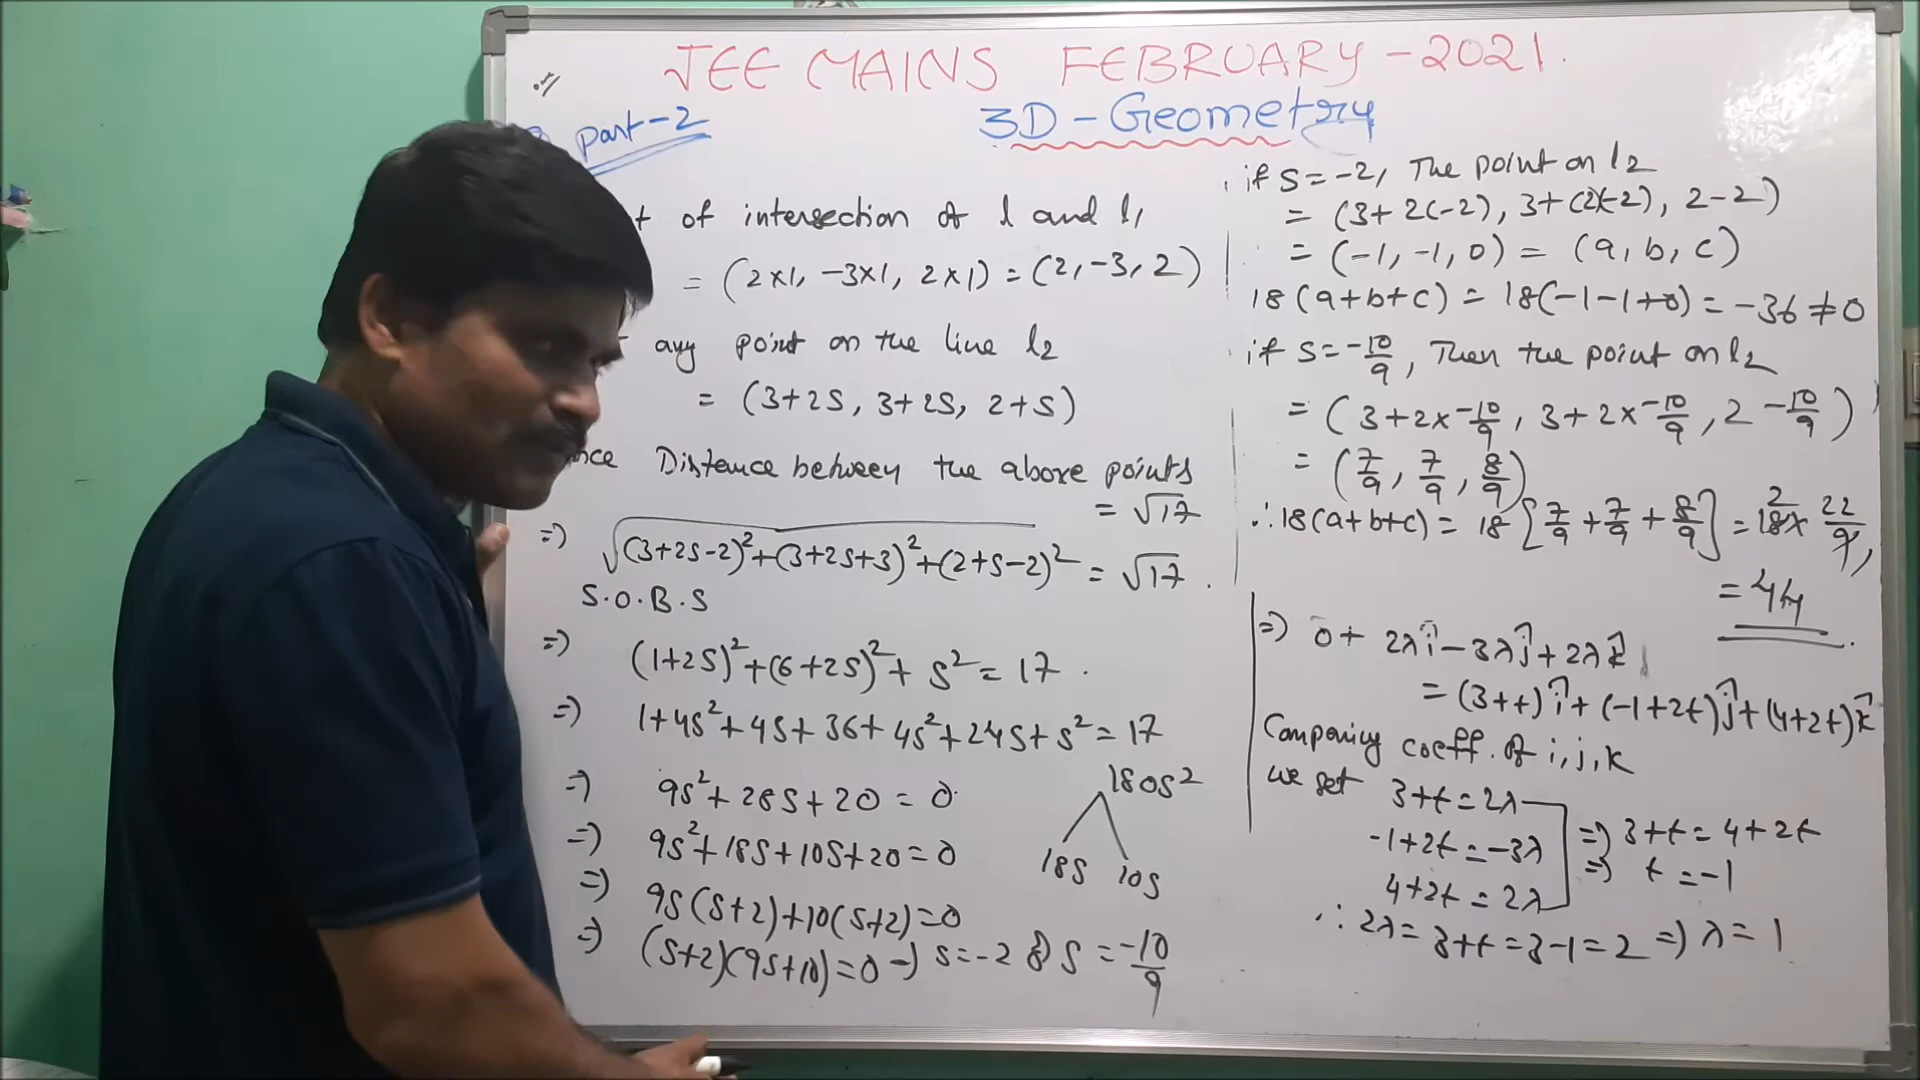 JEE MAINS FEBRUARY-2021.
part-2
3D-Geometry
of intersection of l and l₁
= (2×1, -3×1, 2×1) = (2, -3, 2)
any point on the line l₂
= (3+2s, 3+2s, 2+s)
Distance between the above points
= √17
=> √(3+2s-2)²+(3+2s+3)²+(2+s-2)² = √17.
S.O.B.S
=> (1+2s)²+(6+2s)²+s² = 17.
=> 1+4s²+4s+36+4s²+24s+s² = 17
=> 9s²+28s+20 = 0
180s²
18s 10s
=> 9s²+18s+10s+20=0
=> 9s(s+2)+10(s+2)=0
=> (s+2)(9s+10)=0 → s=-2 & s = -10/9
if s=-2, The point on l₂
= (3+2(-2), 3+(2)(-2), 2-2)
= (-1, -1, 0) = (a, b, c)
18(a+b+c) = 18(-1-1+0) = -36≠0
if s=-10/9, Then the point on l₂
= (3+2×-10/9, 3+2×-10/9, 2-10/9)
= (7/9, 7/9, 8/9)
∴18(a+b+c) = 18[7/9+7/9+8/9] = 18× 22/9,
2
= 44.
=> 0+ 2λî-3λĵ+2λk̂
= (3+t)î+(-1+2t)ĵ+(4+2t)k̂
Comparing coeff. of i, j, k
we get 3+t=2λ
-1+2t=-3λ => 3+t=4+2t
4+2t=2λ => t=-1
∴ 2λ=3+t=3-1=2 => λ=1